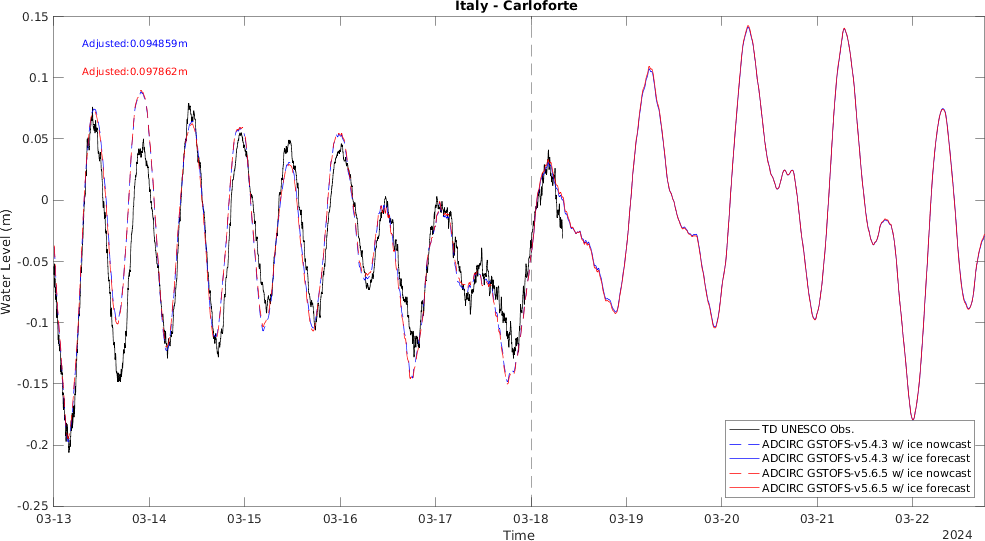 Italy - Carloforte
Adjusted:0.094859m
Adjusted:0.097862m
Water Level (m)
0.15
0.1
0.05
0
-0.05
-0.1
-0.15
-0.2
-0.25
TD UNESCO Obs.
ADCIRC GSTOFS-v5.4.3 w/ ice nowcast
ADCIRC GSTOFS-v5.4.3 w/ ice forecast
ADCIRC GSTOFS-v5.6.5 w/ ice nowcast
ADCIRC GSTOFS-v5.6.5 w/ ice forecast
03-13 03-14 03-15 03-16 03-17 03-18 03-19 03-20 03-21 03-22
Time
2024